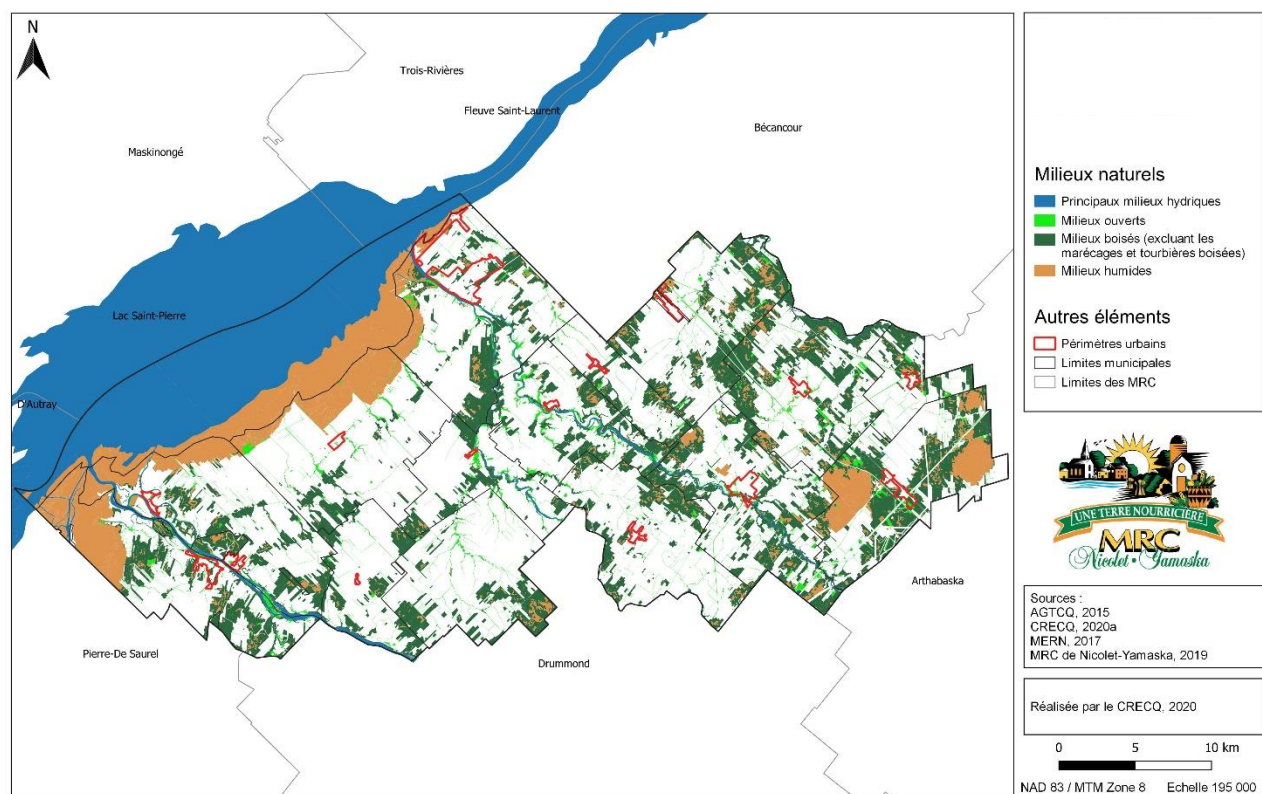 N
Trois-Rivières
Fleuve Saint-Laurent
Bécancour
Maskinongé
Lac Saint-Pierre
D'Autray
Arthabaska
Pierre-De Saurel
Drummond
Milieux naturels
Principaux milieux hydriques
Milieux ouverts
Milieux boisés (excluant les
marécages et tourbières boisées)
Milieux humides
Autres éléments
Périmètres urbains
Limites municipales
Limites des MRC
UNE TERRE NOURRICIÈRE
MRC
Nicolet • Yamaska
Sources :
AGTCQ, 2015
CRECQ, 2020a
MERN, 2017
MRC de Nicolet-Yamaska, 2019
Réalisée par le CRECQ, 2020
0 5 10 km
NAD 83 / MTM Zone 8 Echelle 195 000